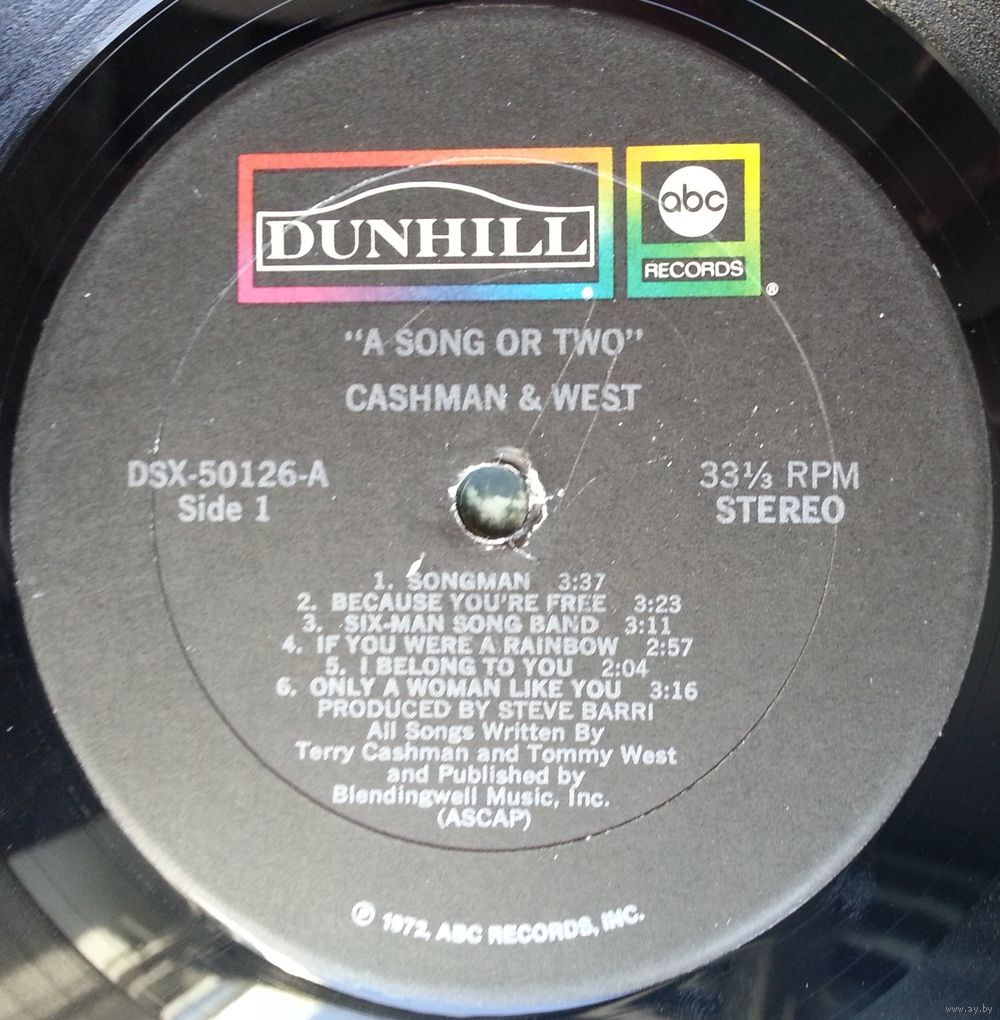 DUNHILL
abc
RECORDS
®
"A SONG OR TWO"
CASHMAN & WEST
DSX-50126-A
Side 1
33⅓ RPM
STEREO
1. SONGMAN 3:37
2. BECAUSE YOU'RE FREE 3:23
3. SIX-MAN SONG BAND 3:11
4. IF YOU WERE A RAINBOW 2:57
5. I BELONG TO YOU 2:04
6. ONLY A WOMAN LIKE YOU 3:16
PRODUCED BY STEVE BARRI
All Songs Written By
Terry Cashman and Tommy West
and Published by
Blendingwell Music, Inc.
(ASCAP)
℗ 1972, ABC RECORDS, INC.
www.ay.by